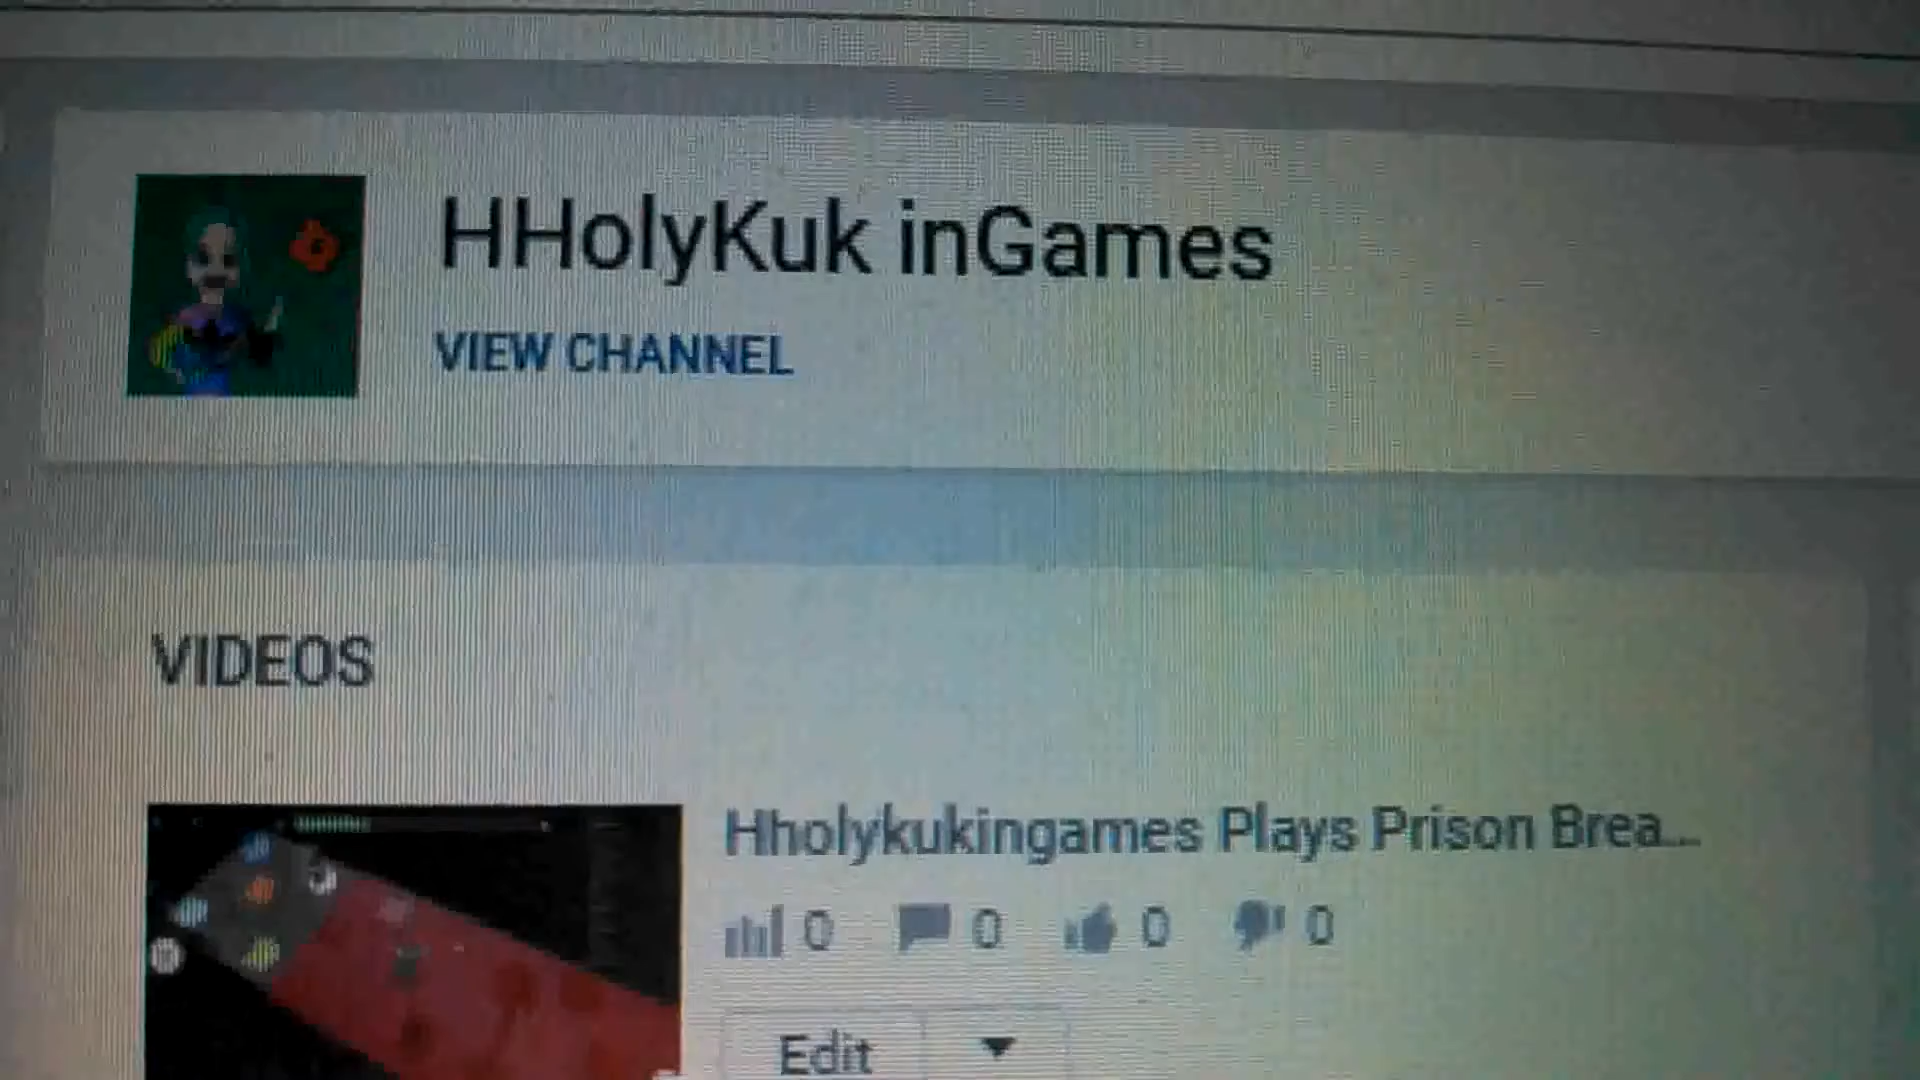 HHolyKuk inGames
VIEW CHANNEL
VIDEOS
Hholykukingames Plays Prison Brea...
0 0 0 0
Edit